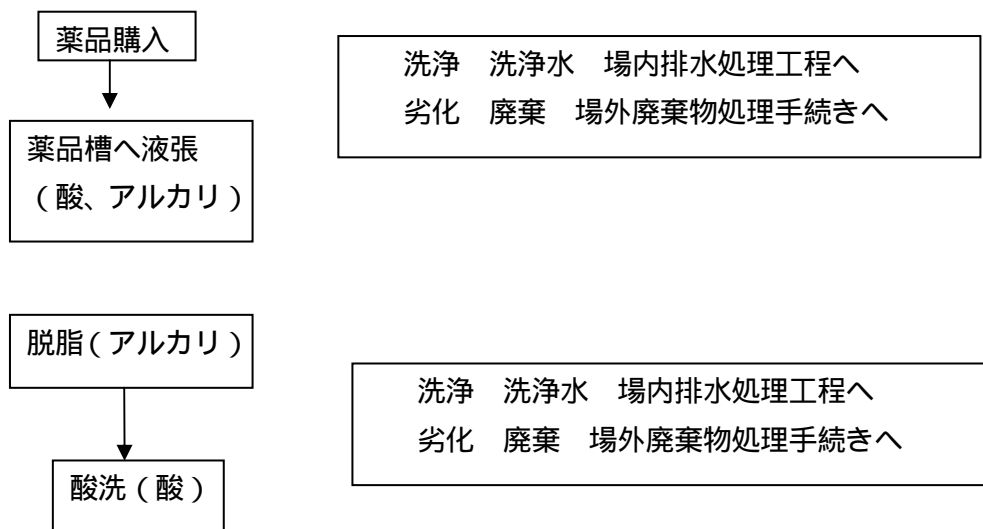 薬品購入
洗浄　洗浄水　場内排水処理工程へ
劣化　廃棄　場外廃棄物処理手続きへ
薬品槽へ液張
（酸、アルカリ）
脱脂（アルカリ）
洗浄　洗浄水　場内排水処理工程へ
劣化　廃棄　場外廃棄物処理手続きへ
酸洗（酸）